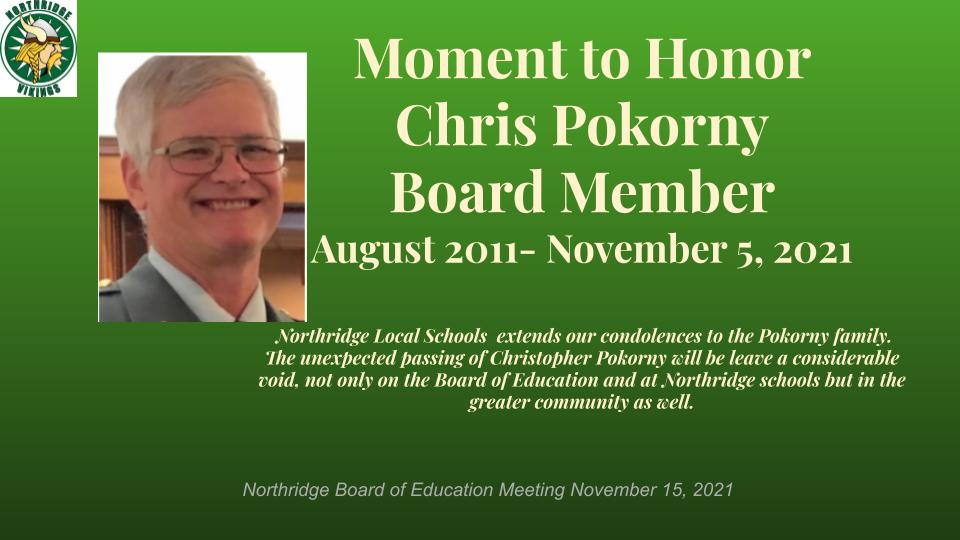 NORTHRIDGE
VIKINGS
Moment to Honor
Chris Pokorny
Board Member
August 2011- November 5, 2021
Northridge Local Schools  extends our condolences to the Pokorny family.
The unexpected passing of Christopher Pokorny will be leave a considerable
void, not only on the Board of Education and at Northridge schools but in the
greater community as well.
Northridge Board of Education Meeting November 15, 2021